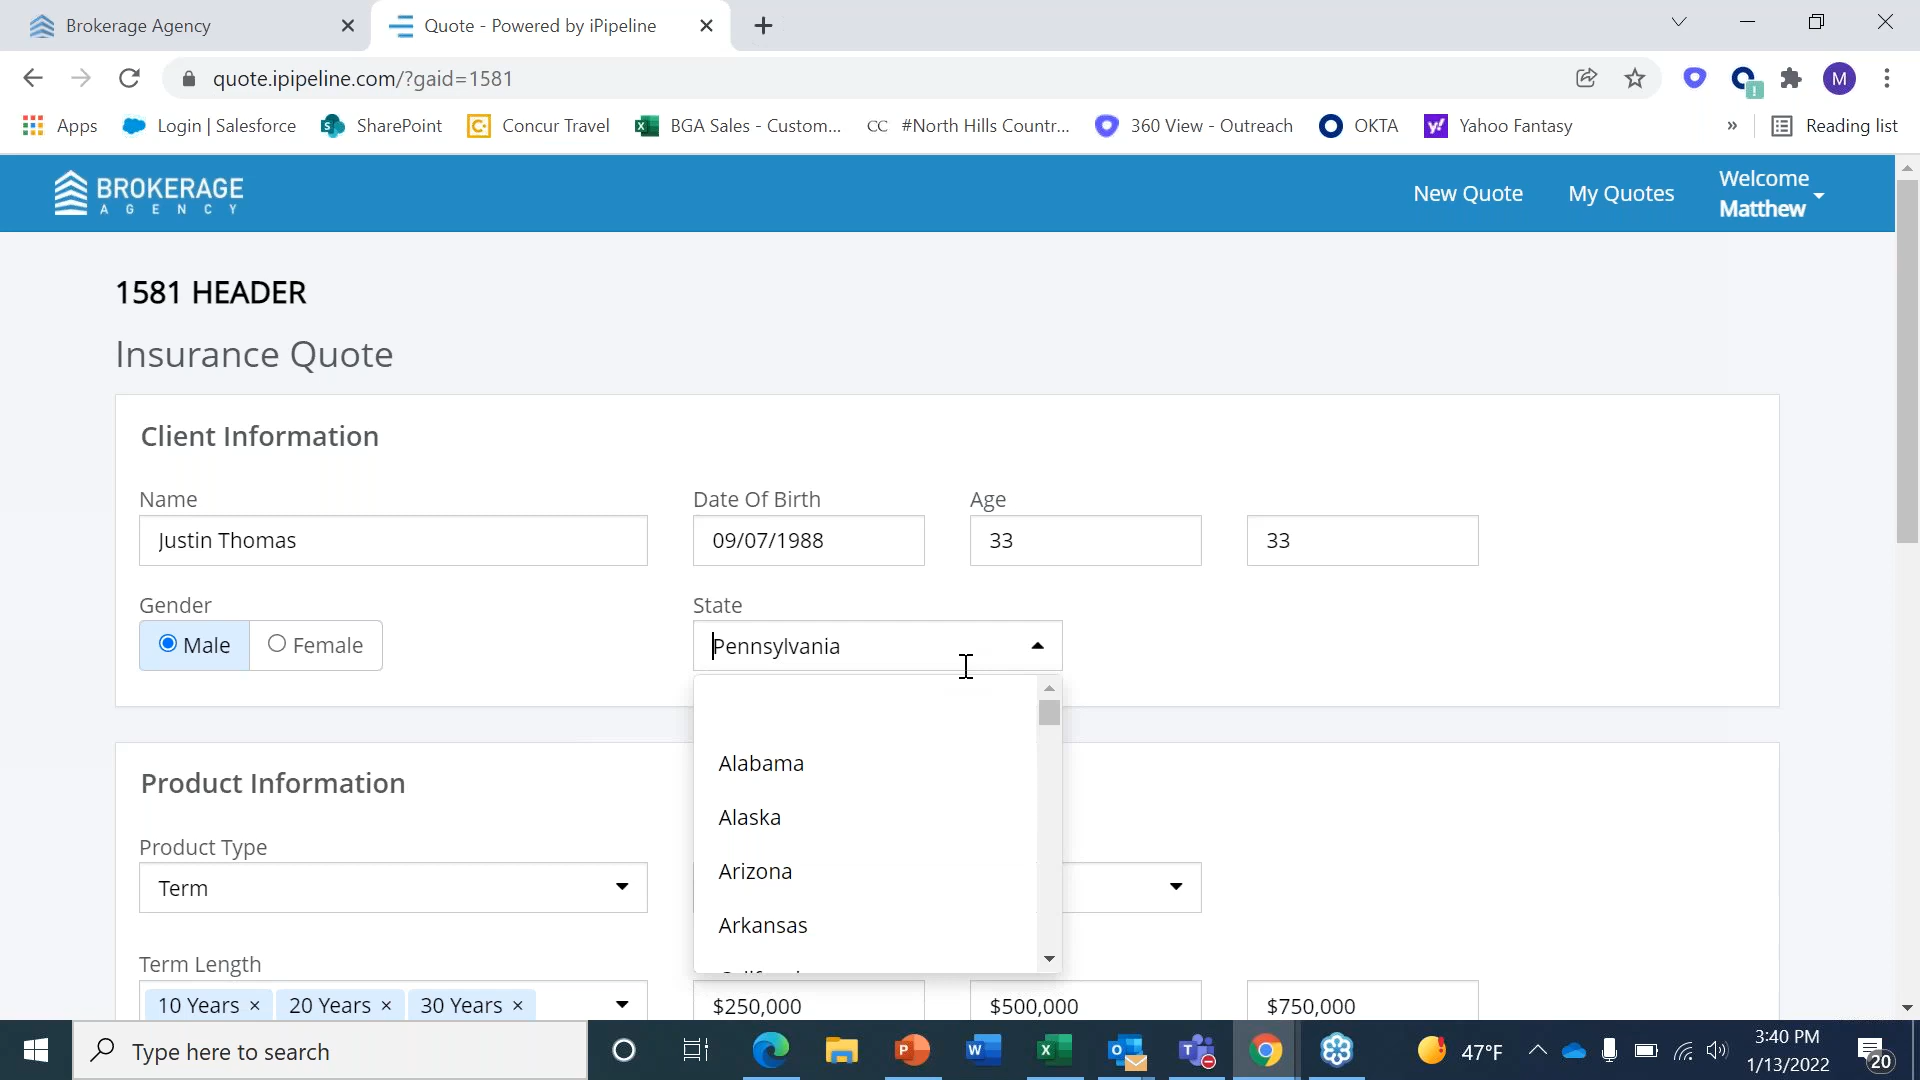 Brokerage Agency
Quote - Powered by iPipeline
quote.ipipeline.com/?gaid=1581
M
Apps
Login | Salesforce
SharePoint
Concur Travel
BGA Sales - Custom...
CC #North Hills Countr...
360 View - Outreach
OKTA
Yahoo Fantasy
»
Reading list
BROKERAGE
AGENCY
New Quote
My Quotes
Welcome
Matthew
1581 HEADER
Insurance Quote
Client Information
Name
Date Of Birth
Age
Justin Thomas
09/07/1988
33
33
Gender
State
Male
Female
Pennsylvania
Alabama
Alaska
Arizona
Arkansas
Product Information
Product Type
Term
Term Length
10 Years ×
20 Years ×
30 Years ×
$250,000
$500,000
$750,000
Type here to search
47°F
3:40 PM
1/13/2022
20